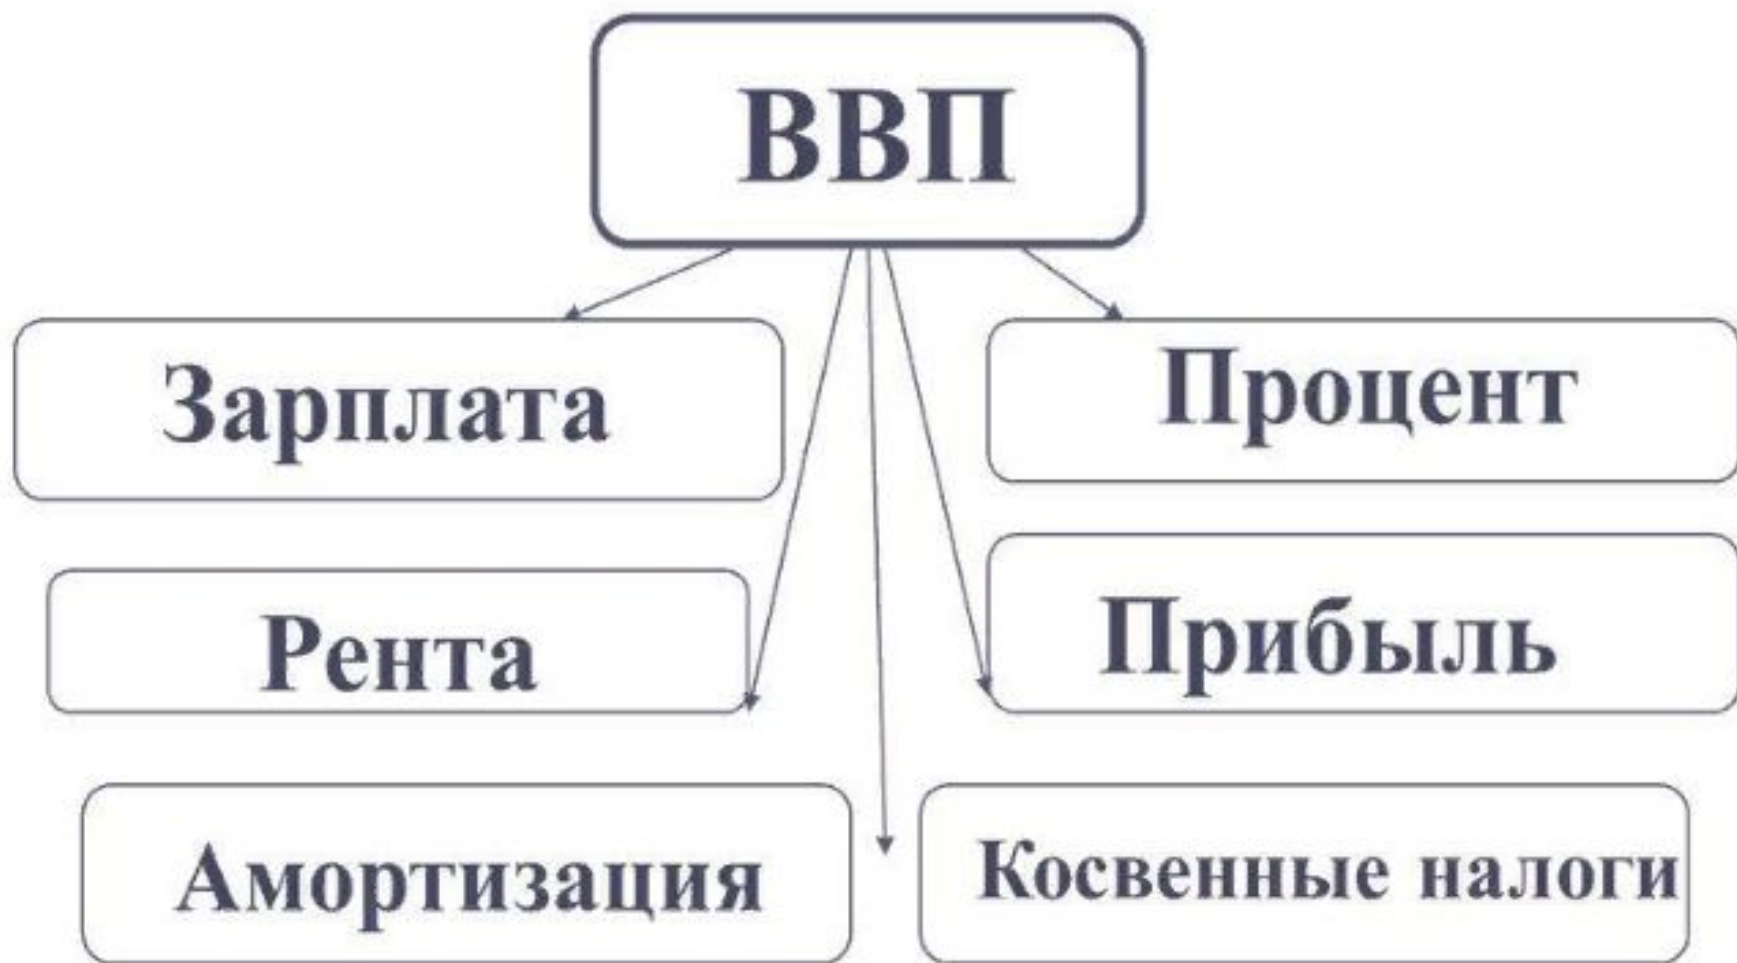 ВВП
Зарплата
Процент
Рента
Прибыль
Амортизация
Косвенные налоги